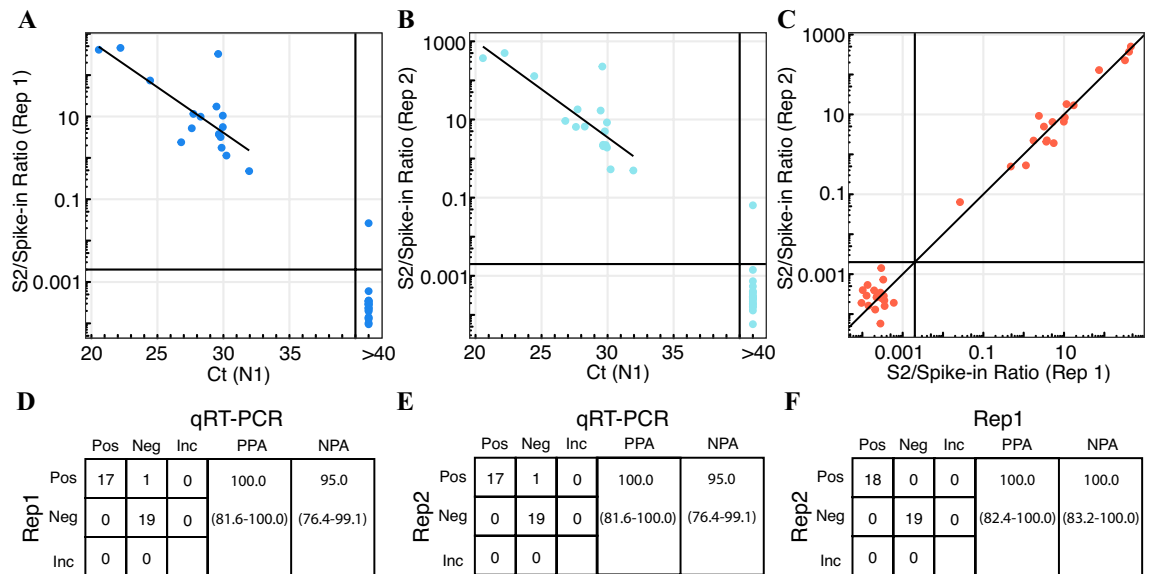 A
S2/Spike-in Ratio (Rep 1)
10
0.1
0.001
20 25 30 35 >40
Ct (N1)
B
S2/Spike-in Ratio (Rep 2)
1000
10
0.1
0.001
20 25 30 35 >40
Ct (N1)
C
S2/Spike-in Ratio (Rep 2)
1000
10
0.1
0.001
0.001 0.1 10
S2/Spike-in Ratio (Rep 1)
D
qRT-PCR
Pos Neg Inc PPA NPA
Rep1
Pos 17 1 0 100.0 95.0
Neg 0 19 0 (81.6-100.0) (76.4-99.1)
Inc 0 0
E
qRT-PCR
Pos Neg Inc PPA NPA
Rep2
Pos 17 1 0 100.0 95.0
Neg 0 19 0 (81.6-100.0) (76.4-99.1)
Inc 0 0
F
Rep1
Pos Neg Inc PPA NPA
Rep2
Pos 18 0 0 100.0 100.0
Neg 0 19 0 (82.4-100.0) (83.2-100.0)
Inc 0 0